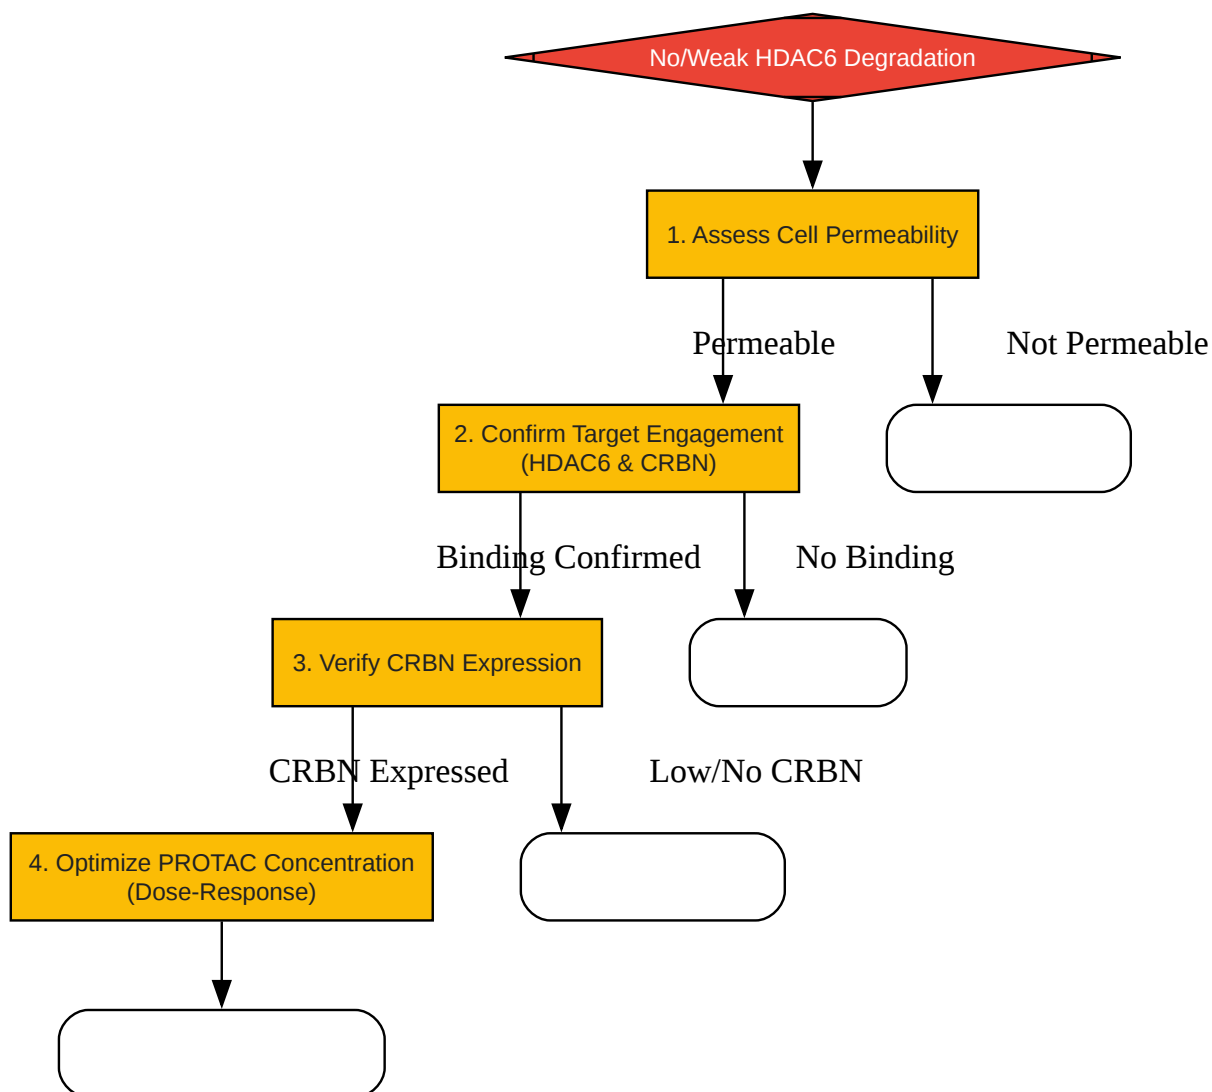 No/Weak HDAC6 Degradation
1. Assess Cell Permeability
Permeable
Not Permeable
2. Confirm Target Engagement
(HDAC6 & CRBN)
Binding Confirmed
No Binding
3. Verify CRBN Expression
CRBN Expressed
Low/No CRBN
4. Optimize PROTAC Concentration
(Dose-Response)